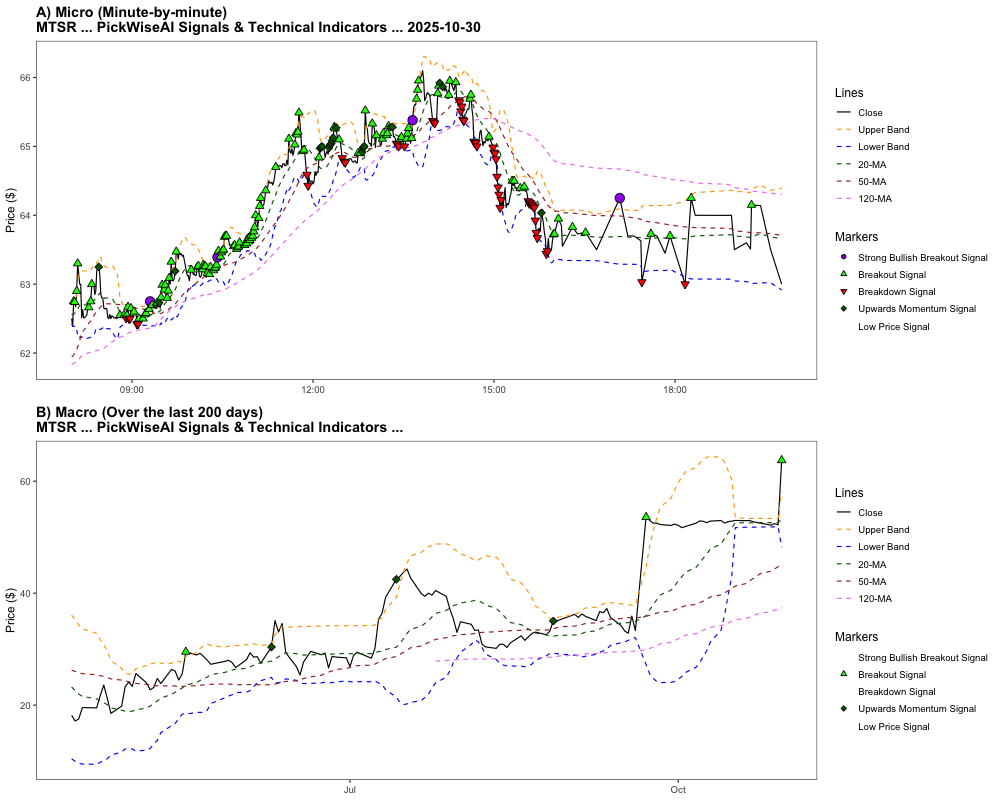 A) Micro (Minute-by-minute)
MTSR ... PickWiseAI Signals & Technical Indicators ... 2025-10-30
Price ($)
66
65
64
63
62
09:00
12:00
15:00
18:00
Lines
Close
Upper Band
Lower Band
20-MA
50-MA
120-MA
Markers
Strong Bullish Breakout Signal
Breakout Signal
Breakdown Signal
Upwards Momentum Signal
Low Price Signal
B) Macro (Over the last 200 days)
MTSR ... PickWiseAI Signals & Technical Indicators ...
Price ($)
60
40
20
Jul
Oct
Lines
Close
Upper Band
Lower Band
20-MA
50-MA
120-MA
Markers
Strong Bullish Breakout Signal
Breakout Signal
Breakdown Signal
Upwards Momentum Signal
Low Price Signal